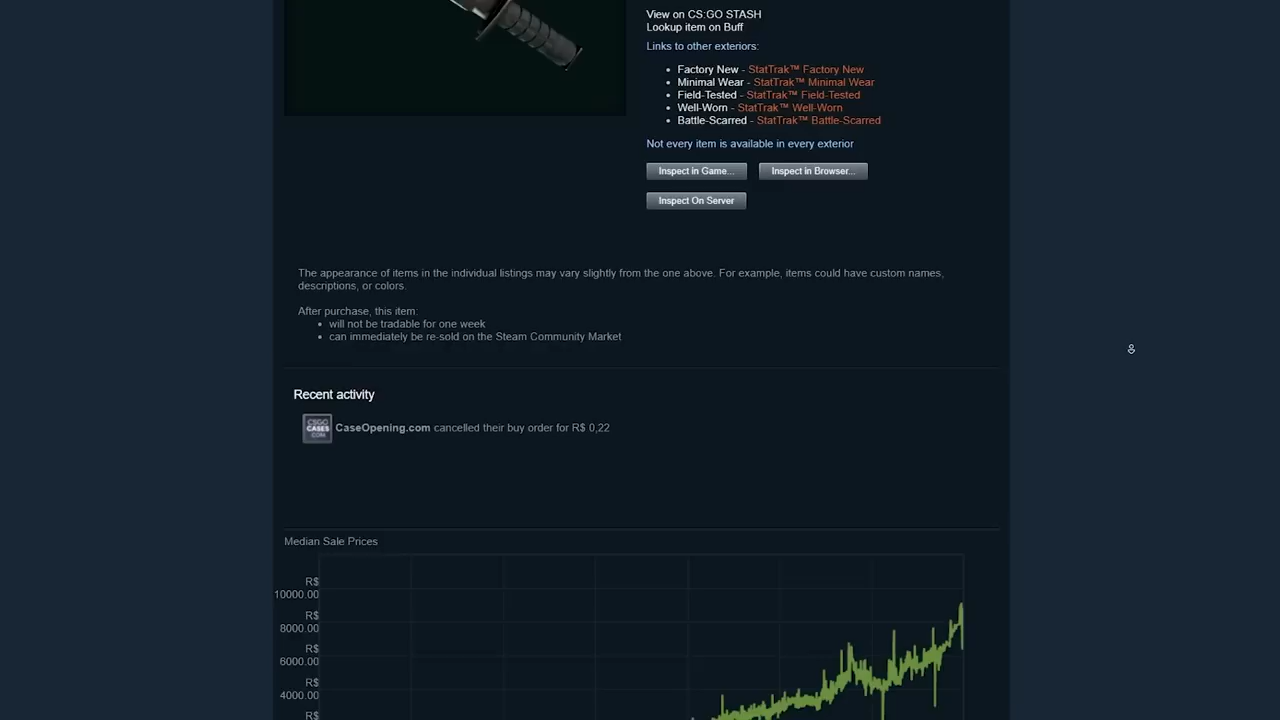 View on CS:GO STASH
Lookup item on Buff
Links to other exteriors:
Factory New - StatTrak™ Factory New
Minimal Wear - StatTrak™ Minimal Wear
Field-Tested - StatTrak™ Field-Tested
Well-Worn - StatTrak™ Well-Worn
Battle-Scarred - StatTrak™ Battle-Scarred
Not every item is available in every exterior
Inspect in Game... Inspect in Browser...
Inspect On Server
The appearance of items in the individual listings may vary slightly from the one above. For example, items could have custom names,
descriptions, or colors.
After purchase, this item:
will not be tradable for one week
can immediately be re-sold on the Steam Community Market
Recent activity
CSGO
CASES
COM
CaseOpening.com cancelled their buy order for R$ 0,22
Median Sale Prices
R$
10000.00
R$
8000.00
R$
6000.00
R$
4000.00
R$